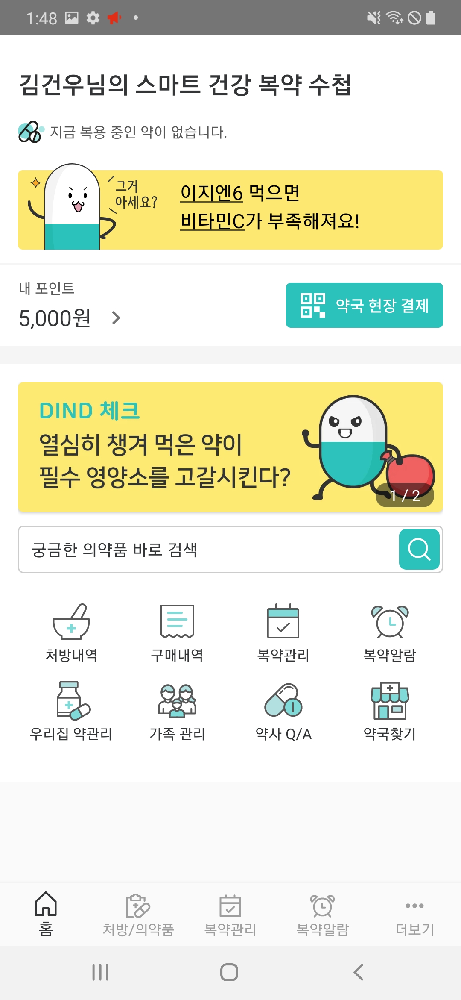 1:48
김건우님의 스마트 건강 복약 수첩
지금 복용 중인 약이 없습니다.
그거
아세요?
이지엔6 먹으면
비타민C가 부족해져요!
내 포인트
5,000원
약국 현장 결제
DIND 체크
열심히 챙겨 먹은 약이
필수 영양소를 고갈시킨다?
1 / 2
궁금한 의약품 바로 검색
처방내역 구매내역 복약관리 복약알람
우리집 약관리 가족 관리 약사 Q/A 약국찾기
홈 처방/의약품 복약관리 복약알람 더보기